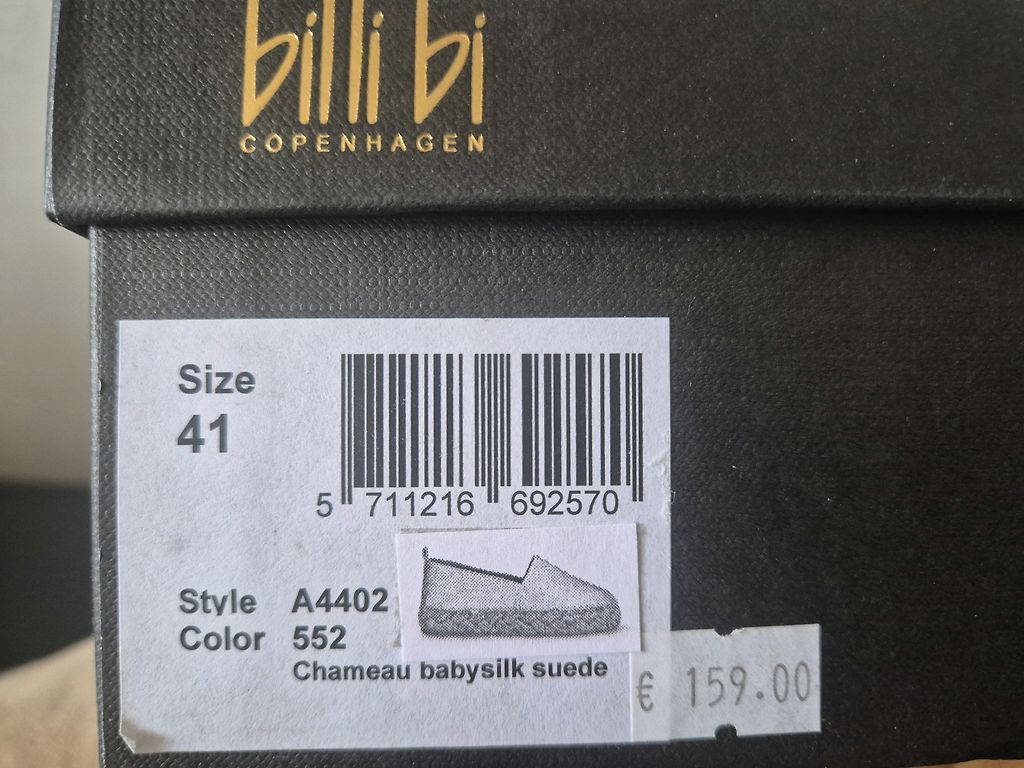 billi bi
COPENHAGEN
Size
41
5 711216 692570
Style A4402
Color 552
Chameau babysilk suede
€ 159.00